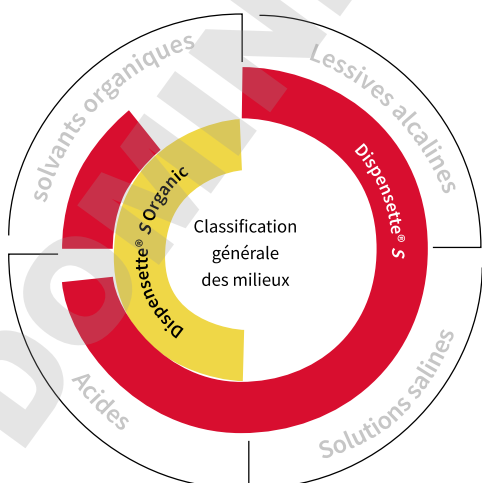 solvants organiques
Lessives alcalines
Dispensette® S
Dispensette® S Organic
Classification
générale
des milieux
Acides
Solutions salines